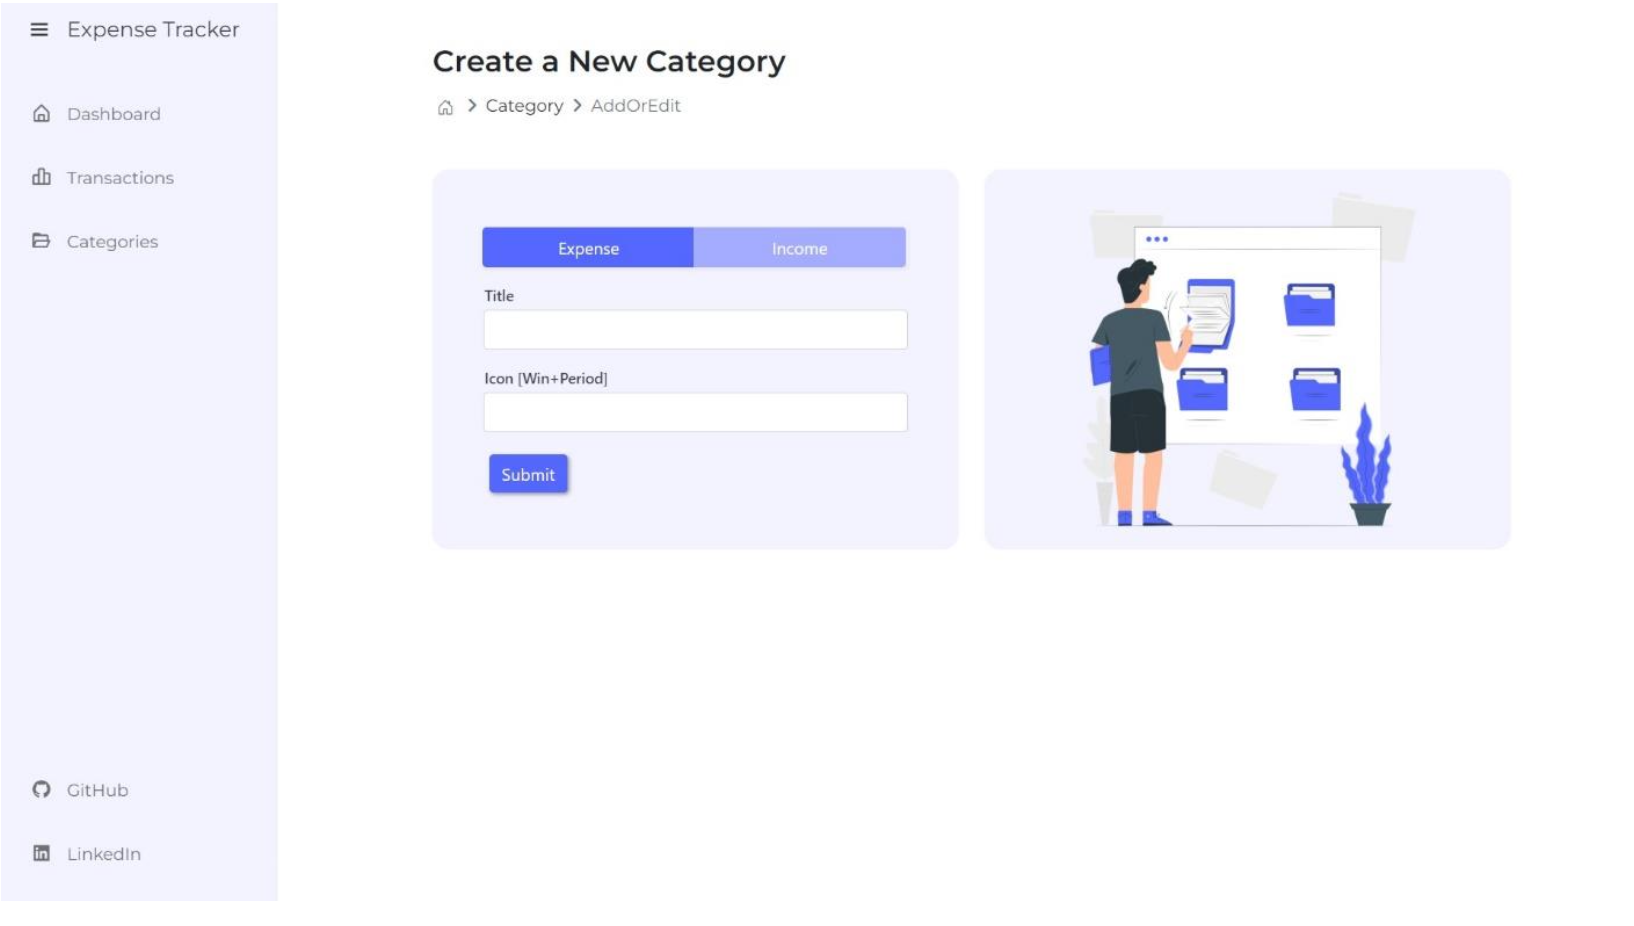 Expense Tracker
Dashboard
Transactions
Categories
GitHub
LinkedIn
Create a New Category
Category > AddOrEdit
Expense Income
Title
Icon [Win+Period]
Submit